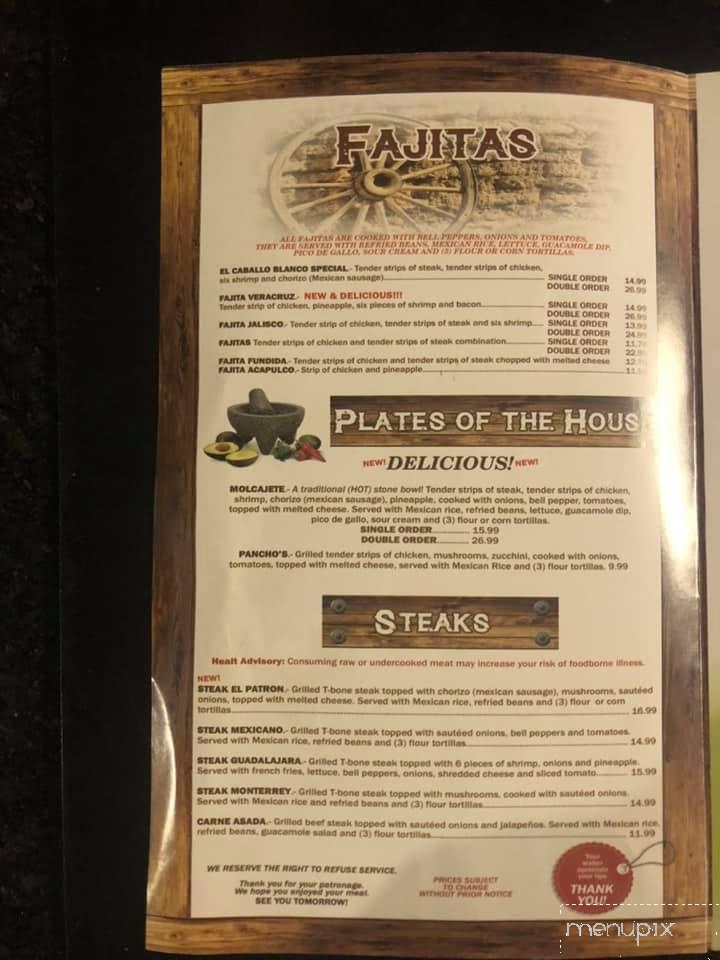 FAJITAS
ALL FAJITAS ARE COOKED WITH BELL PEPPERS, ONIONS AND TOMATOES,
THEY ARE SERVED WITH REFRIED BEANS, MEXICAN RICE, LETTUCE, GUACAMOLE DIP,
PICO DE GALLO, SOUR CREAM AND (3) FLOUR OR CORN TORTILLAS.
EL CABALLO BLANCO SPECIAL.- Tender strips of steak, tender strips of chicken,
six shrimp and chorizo (Mexican sausage)... SINGLE ORDER 14.99
DOUBLE ORDER 26.99
FAJITA VERACRUZ.- NEW & DELICIOUS!!!
Tender strip of chicken, pineapple, six pieces of shrimp and bacon... SINGLE ORDER 14.99
DOUBLE ORDER 26.99
FAJITA JALISCO.- Tender strip of chicken, tender strips of steak and six shrimp.... SINGLE ORDER 13.99
DOUBLE ORDER 24.99
FAJITAS Tender strips of chicken and tender strips of steak combination... SINGLE ORDER
DOUBLE ORDER
FAJITA FUNDIDA.- Tender strips of chicken and tender strips of steak chopped with melted cheese
FAJITA ACAPULCO.- Strip of chicken and pineapple...
PLATES OF THE HOUS
NEW! DELICIOUS! NEW!
MOLCAJETE.- A traditional (HOT) stone bowl! Tender strips of steak, tender strips of chicken,
shrimp, chorizo (mexican sausage), pineapple, cooked with onions, bell pepper, tomatoes,
topped with melted cheese. Served with Mexican rice, refried beans, lettuce, guacamole dip,
pico de gallo, sour cream and (3) flour or corn tortillas.
SINGLE ORDER............ 15.99
DOUBLE ORDER.......... 26.99
PANCHO'S.- Grilled tender strips of chicken, mushrooms, zucchini, cooked with onions,
tomatoes, topped with melted cheese, served with Mexican Rice and (3) flour tortillas. 9.99
STEAKS
Healt Advisory: Consuming raw or undercooked meat may increase your risk of foodborne illness.
NEW!
STEAK EL PATRON.- Grilled T-bone steak topped with chorizo (mexican sausage), mushrooms, sautéed
onions, topped with melted cheese. Served with Mexican rice, refried beans and (3) flour or corn
tortillas... 16.99
STEAK MEXICANO.- Grilled T-bone steak topped with sautéed onions, bell peppers and tomatoes.
Served with Mexican rice, refried beans and (3) flour tortillas... 14.99
STEAK GUADALAJARA.- Grilled T-bone steak topped with 6 pieces of shrimp, onions and pineapple.
Served with french fries, lettuce, bell peppers, onions, shredded cheese and sliced tomato.......... 15.99
STEAK MONTERREY.- Grilled T-bone steak topped with mushrooms, cooked with sautéed onions.
Served with Mexican rice and refried beans and (3) flour tortillas... 14.99
CARNE ASADA.- Grilled beef steak topped with sautéed onions and jalapeños. Served with Mexican rice,
refried beans, guacamole salad and (3) flour tortillas... 11.99
WE RESERVE THE RIGHT TO REFUSE SERVICE.
Thank you for your patronage.
We hope you enjoyed your meal.
SEE YOU TOMORROW!
PRICES SUBJECT
TO CHANGE
WITHOUT PRIOR NOTICE
Your
waiter
your tips
THANK
YOU!
menupix